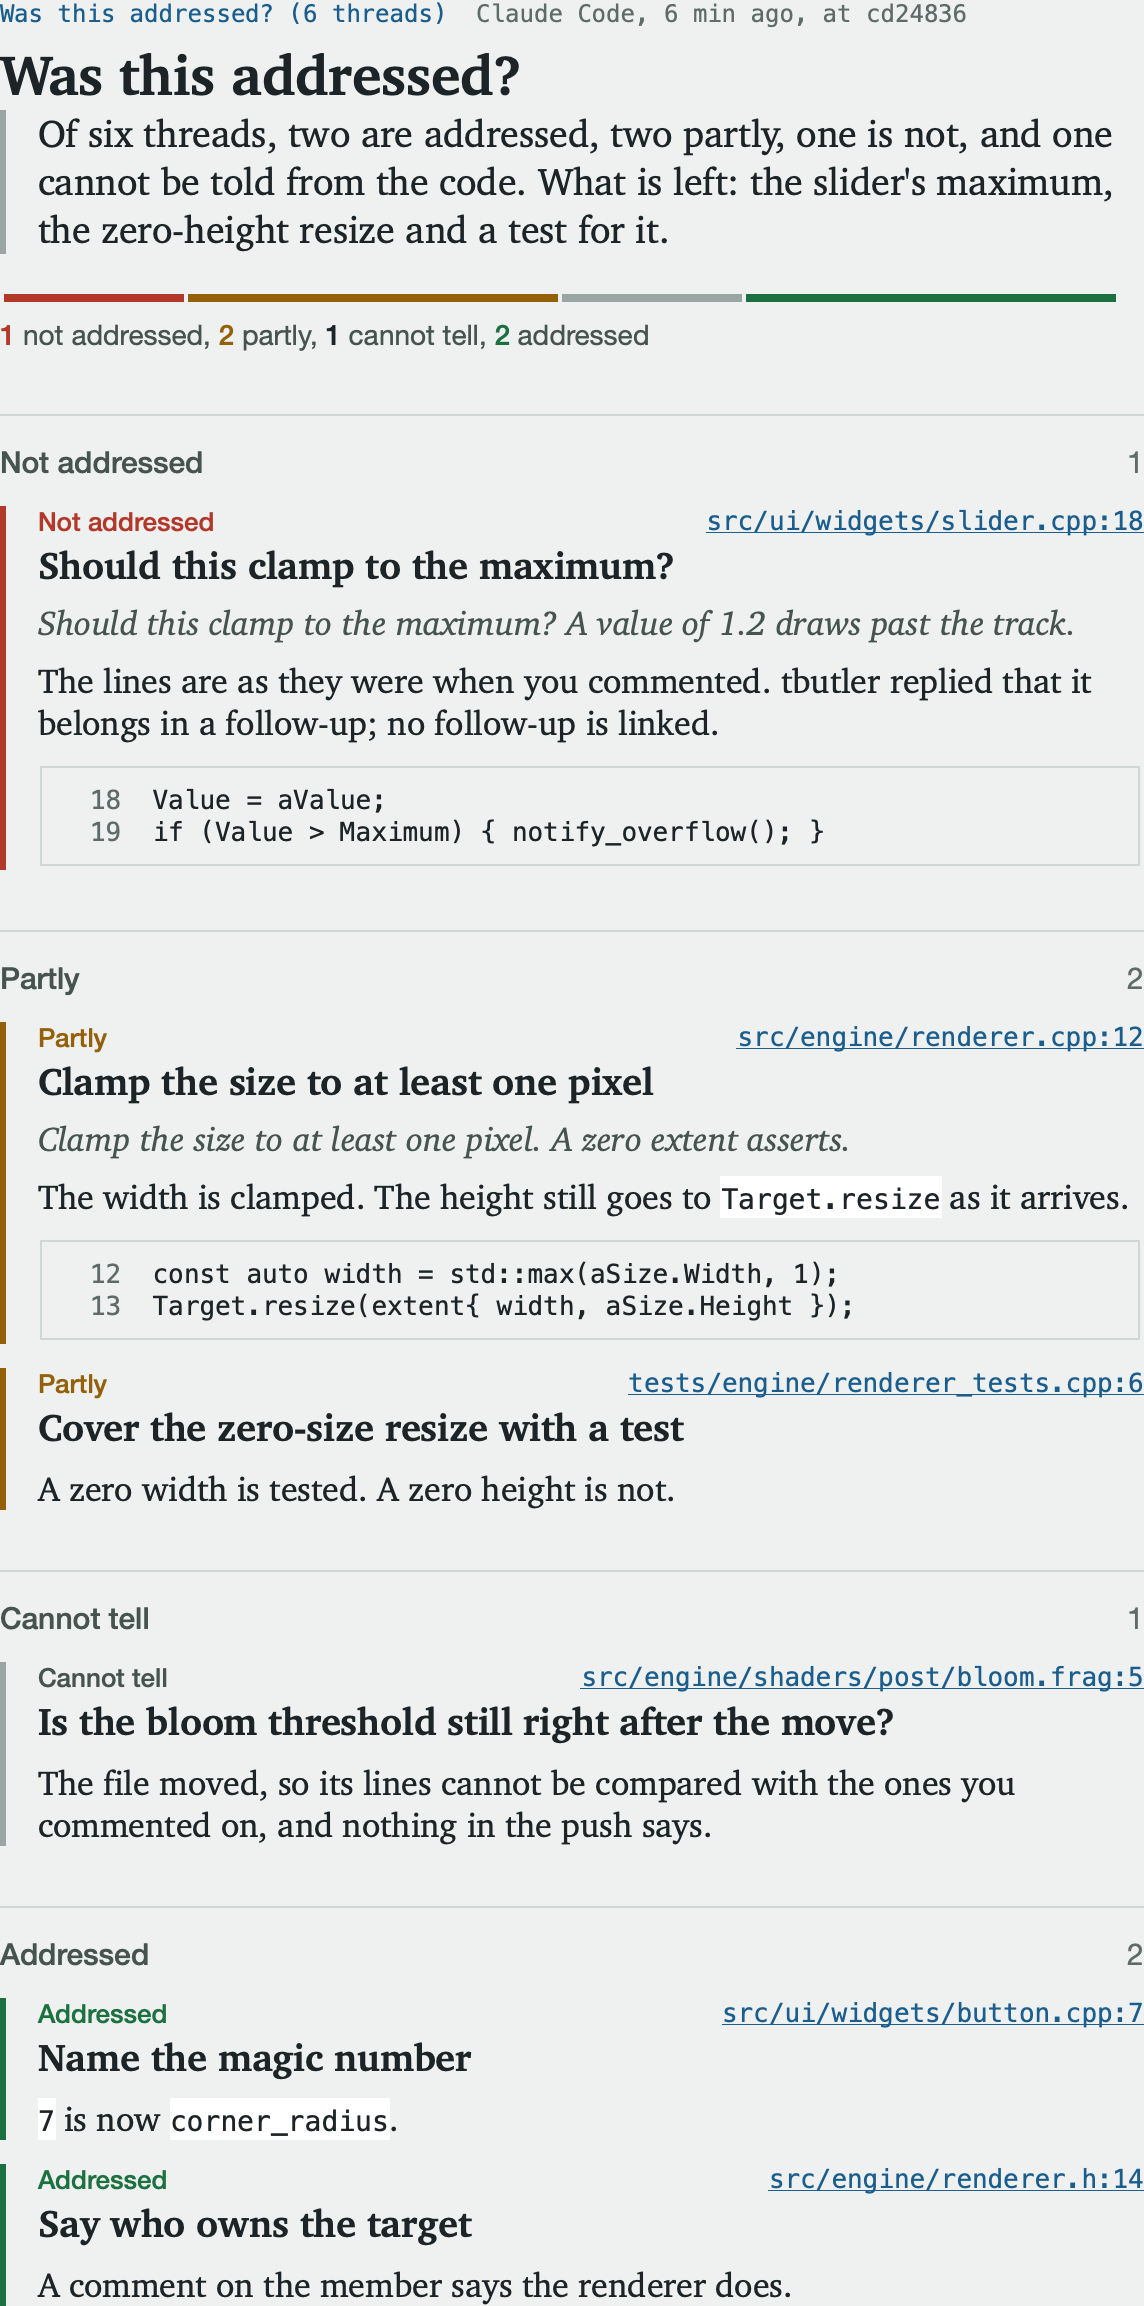 Was this addressed? (6 threads) Claude Code, 6 min ago, at cd24836
Was this addressed?
Of six threads, two are addressed, two partly, one is not, and one
cannot be told from the code. What is left: the slider's maximum,
the zero-height resize and a test for it.
1 not addressed, 2 partly, 1 cannot tell, 2 addressed
Not addressed 1
Not addressed src/ui/widgets/slider.cpp:18
Should this clamp to the maximum?
Should this clamp to the maximum? A value of 1.2 draws past the track.
The lines are as they were when you commented. tbutler replied that it
belongs in a follow-up; no follow-up is linked.
18 Value = aValue;
19 if (Value > Maximum) { notify_overflow(); }
Partly 2
Partly src/engine/renderer.cpp:12
Clamp the size to at least one pixel
Clamp the size to at least one pixel. A zero extent asserts.
The width is clamped. The height still goes to Target.resize as it arrives.
12 const auto width = std::max(aSize.Width, 1);
13 Target.resize(extent{ width, aSize.Height });
Partly tests/engine/renderer_tests.cpp:6
Cover the zero-size resize with a test
A zero width is tested. A zero height is not.
Cannot tell 1
Cannot tell src/engine/shaders/post/bloom.frag:5
Is the bloom threshold still right after the move?
The file moved, so its lines cannot be compared with the ones you
commented on, and nothing in the push says.
Addressed 2
Addressed src/ui/widgets/button.cpp:7
Name the magic number
7 is now corner_radius.
Addressed src/engine/renderer.h:14
Say who owns the target
A comment on the member says the renderer does.